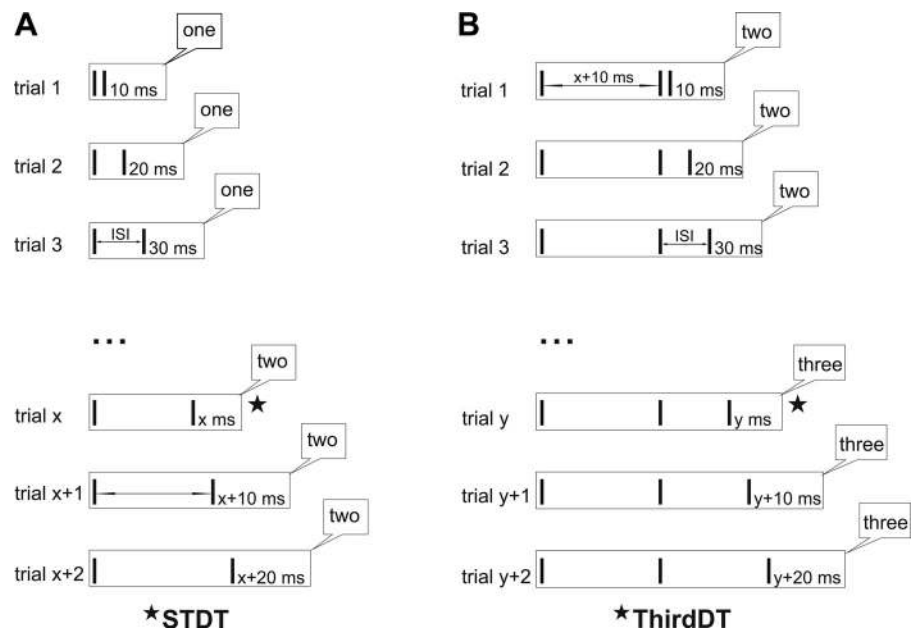 A
one
trial 1
10 ms
one
trial 2
20 ms
one
trial 3
ISI
30 ms
...
two
trial x
x ms
★
two
trial x+1
x+10 ms
two
trial x+2
x+20 ms
★STDT
B
two
trial 1
x+10 ms
10 ms
two
trial 2
20 ms
two
trial 3
ISI
30 ms
...
three
trial y
y ms
★
three
trial y+1
y+10 ms
three
trial y+2
y+20 ms
★ThirdDT